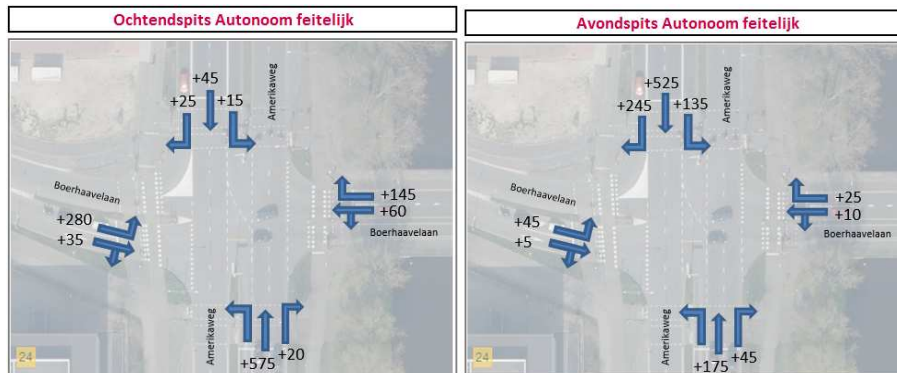 Ochtendspits Autonoom feitelijk
+45
+25
+15
Amerikaweg
Boerhaavelaan
+280
+35
+145
+60
Boerhaavelaan
Amerikaweg
+575
+20
24
Avondspits Autonoom feitelijk
+525
+245
+135
Amerikaweg
Boerhaavelaan
+45
+5
+25
+10
Boerhaavelaan
Amerikaweg
+175
+45
24